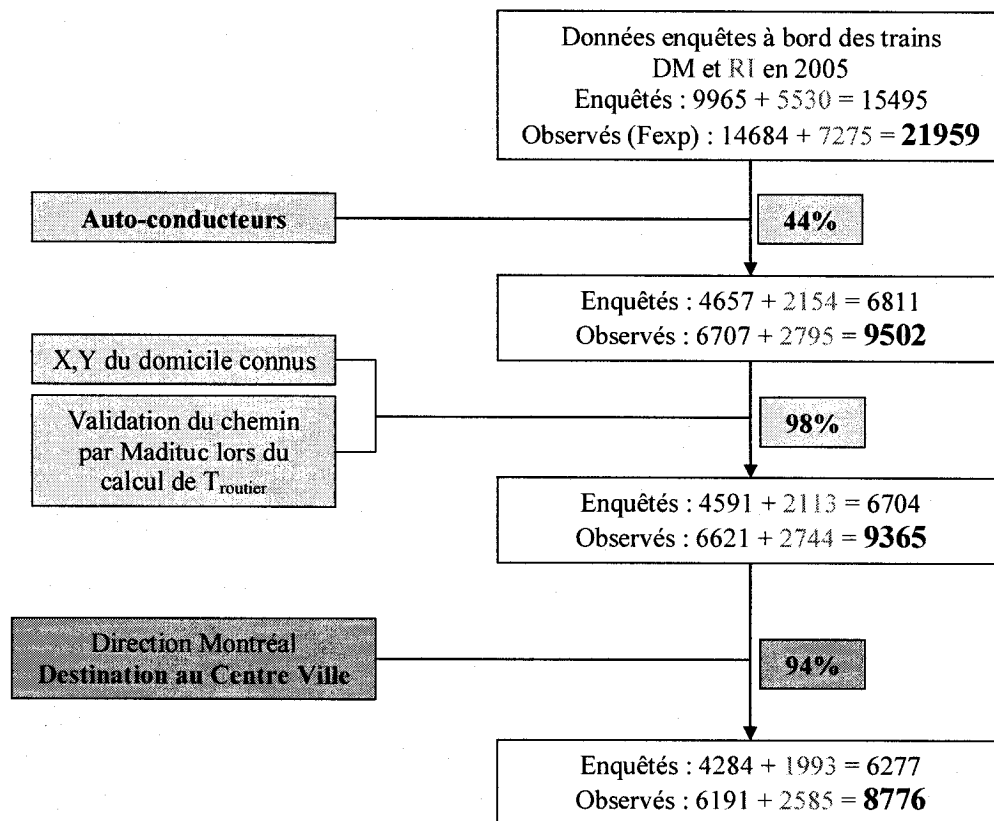 Données enquêtes à bord des trains
DM et RI en 2005
Enquêtés : 9965 + 5530 = 15495
Observés (Fexp) : 14684 + 7275 = 21959
Auto-conducteurs
44%
Enquêtés : 4657 + 2154 = 6811
Observés : 6707 + 2795 = 9502
X,Y du domicile connus
Validation du chemin
par Madituc lors du
calcul de Troutier
98%
Enquêtés : 4591 + 2113 = 6704
Observés : 6621 + 2744 = 9365
Direction Montréal
Destination au Centre Ville
94%
Enquêtés : 4284 + 1993 = 6277
Observés : 6191 + 2585 = 8776